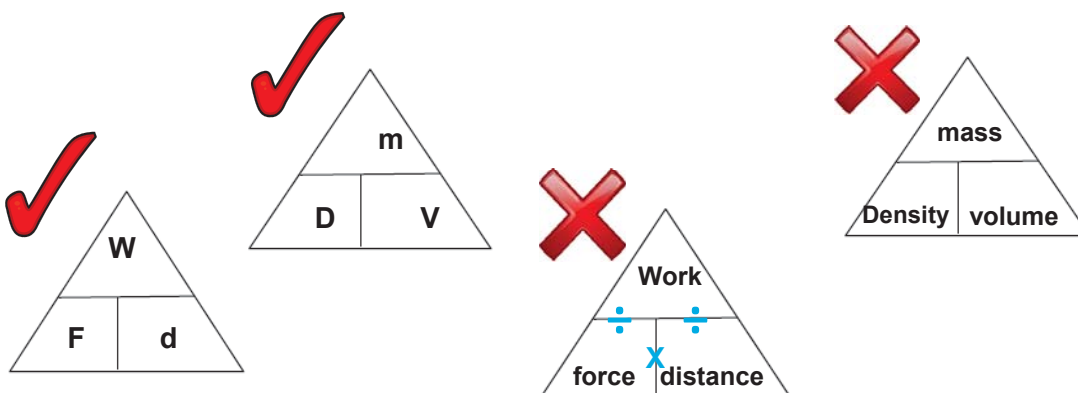 W
F d
m
D V
Work
÷ ÷
X
force distance
mass
Density volume